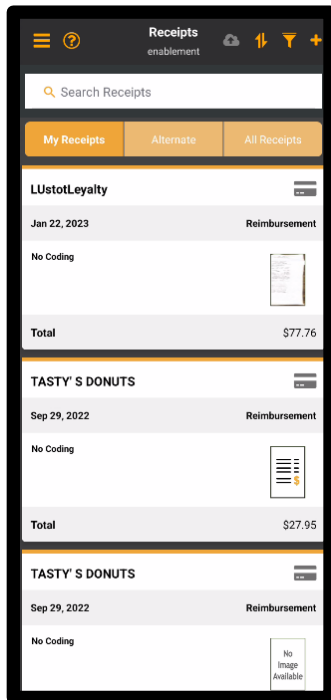 Receipts
enablement
Search Receipts
My Receipts Alternate All Receipts
LUstotLeyalty
Jan 22, 2023 Reimbursement
No Coding
Total $77.76
TASTY' S DONUTS
Sep 29, 2022 Reimbursement
No Coding
$
Total $27.95
TASTY' S DONUTS
Sep 29, 2022 Reimbursement
No Coding
No
Image
Available